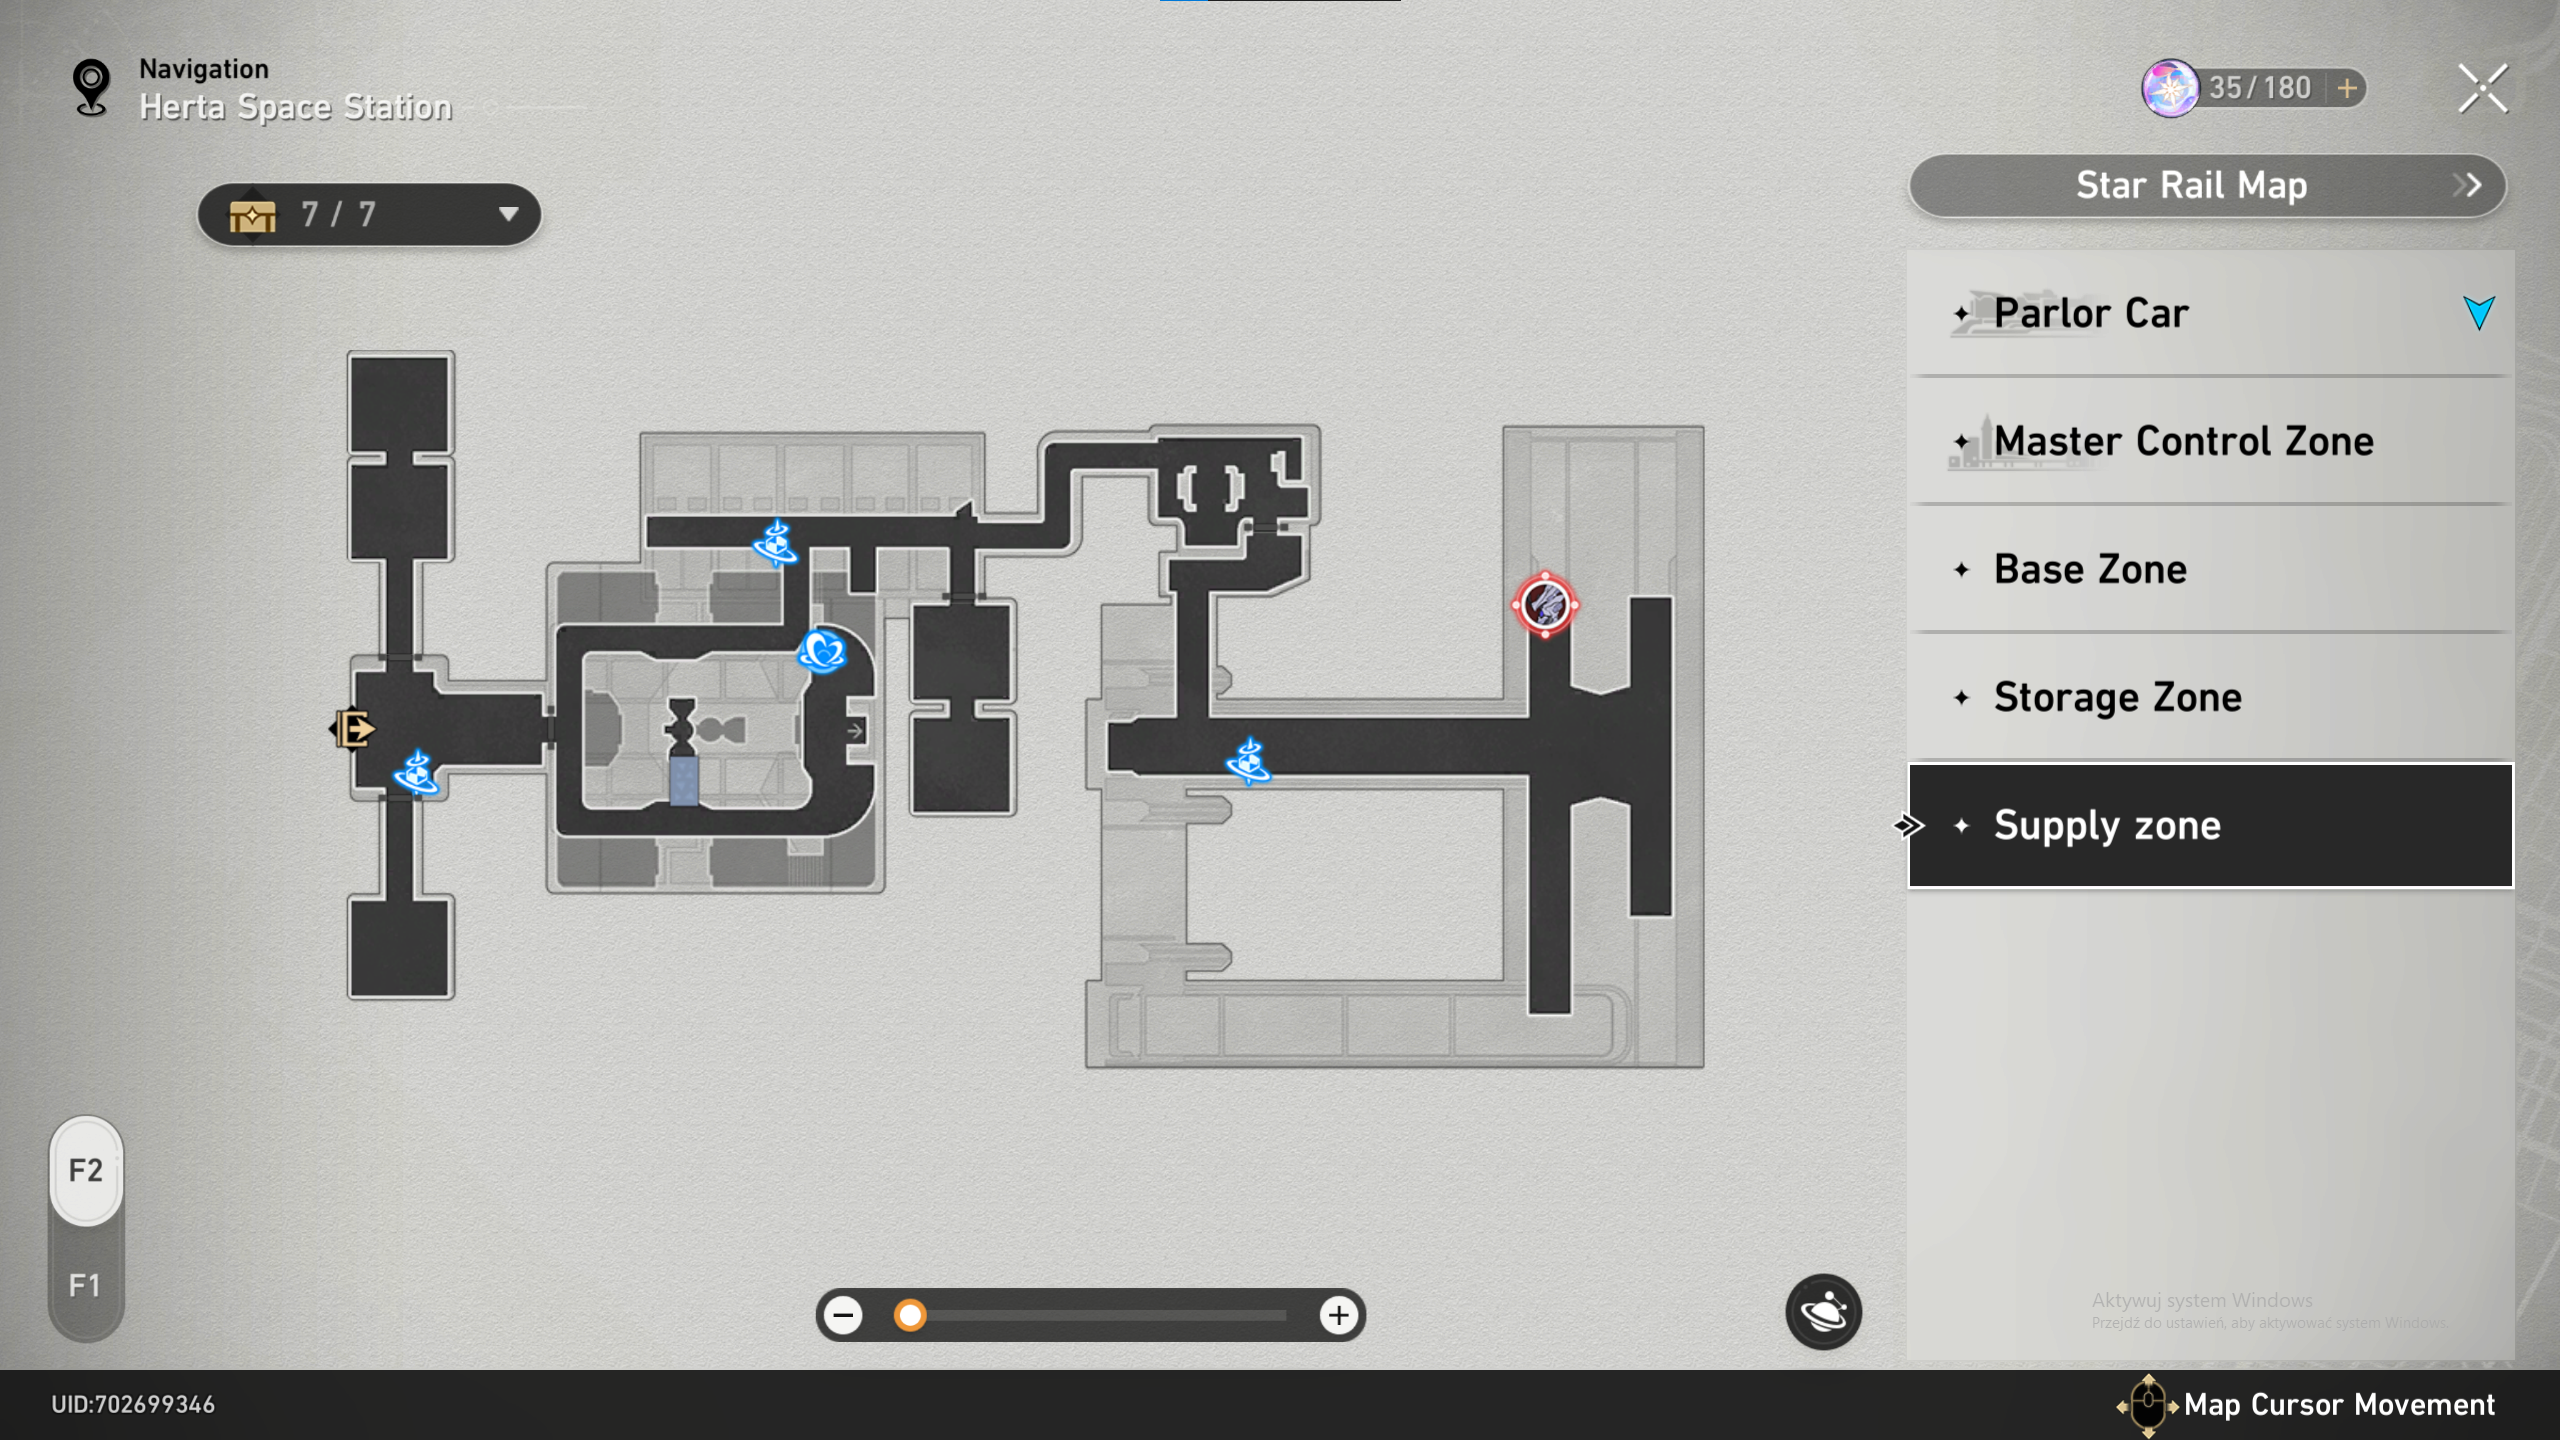 Navigation
Herta Space Station
35/180
7 / 7
Star Rail Map
Parlor Car
Master Control Zone
Base Zone
Storage Zone
Supply zone
F2
F1
Aktywuj system Windows
Przejdź do ustawień, aby aktywować system Windows.
UID:702699346
Map Cursor Movement